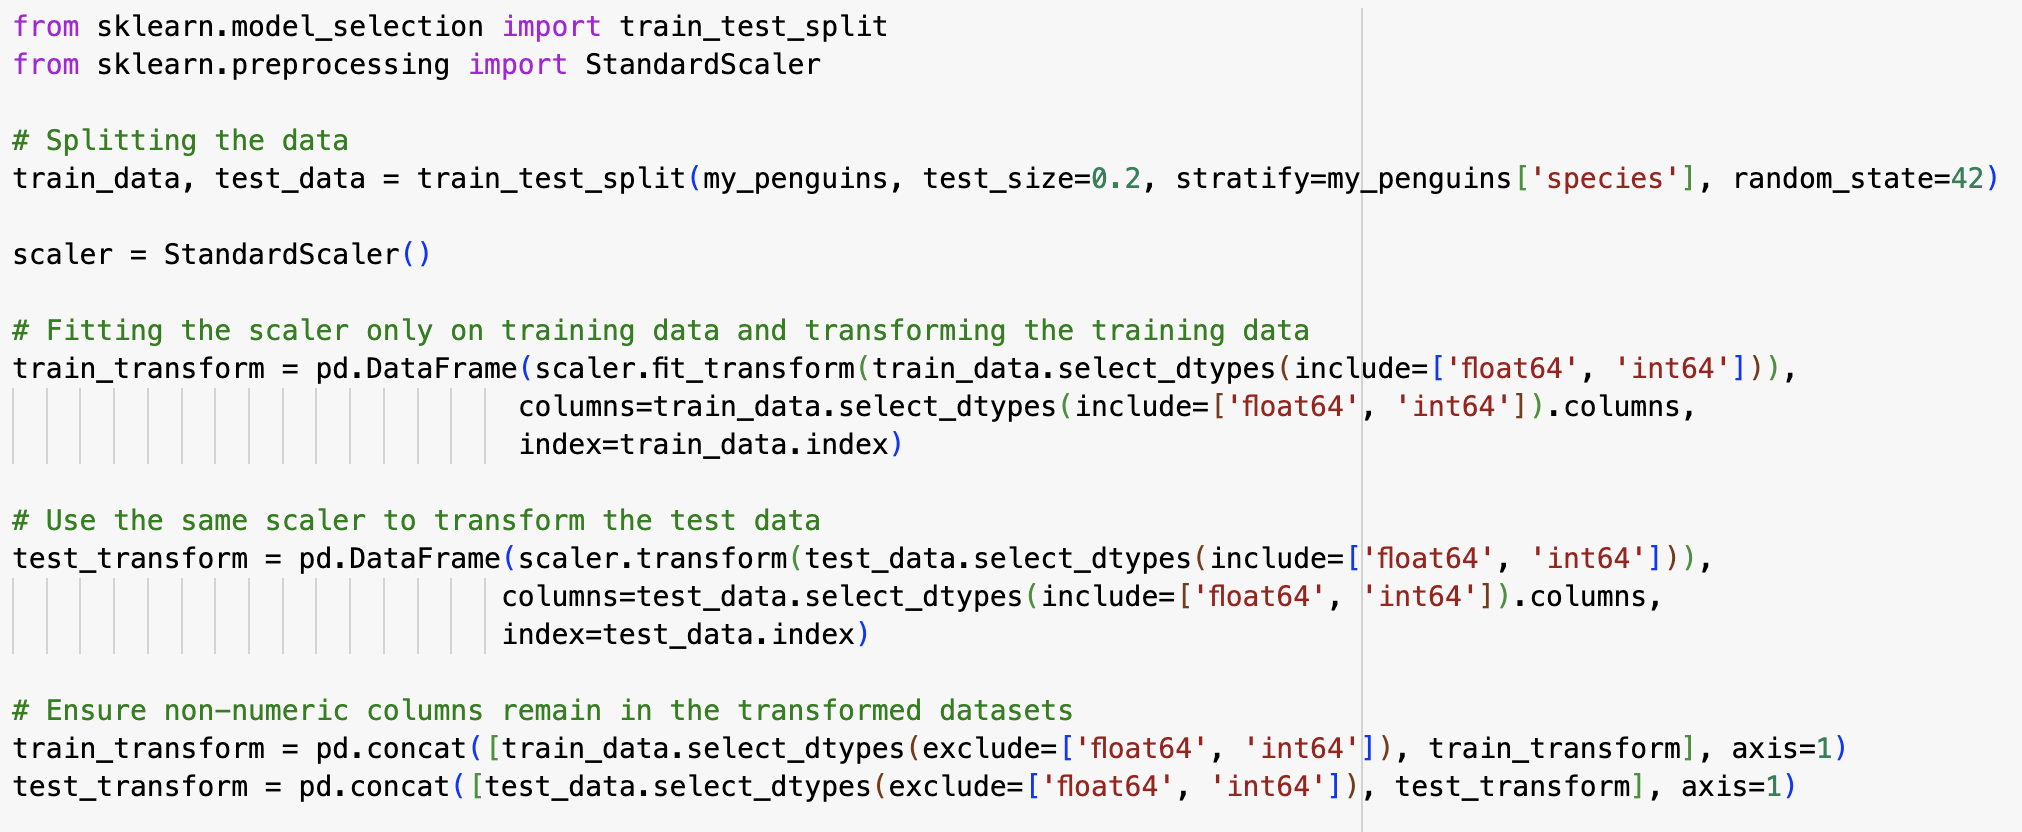 from sklearn.model_selection import train_test_split
from sklearn.preprocessing import StandardScaler
# Splitting the data
train_data, test_data = train_test_split(my_penguins, test_size=0.2, stratify=my_penguins['species'], random_state=42)
scaler = StandardScaler()
# Fitting the scaler only on training data and transforming the training data
train_transform = pd.DataFrame(scaler.fit_transform(train_data.select_dtypes(include=['float64', 'int64'])),
columns=train_data.select_dtypes(include=['float64', 'int64']).columns,
index=train_data.index)
# Use the same scaler to transform the test data
test_transform = pd.DataFrame(scaler.transform(test_data.select_dtypes(include=['float64', 'int64'])),
columns=test_data.select_dtypes(include=['float64', 'int64']).columns,
index=test_data.index)
# Ensure non-numeric columns remain in the transformed datasets
train_transform = pd.concat([train_data.select_dtypes(exclude=['float64', 'int64']), train_transform], axis=1)
test_transform = pd.concat([test_data.select_dtypes(exclude=['float64', 'int64']), test_transform], axis=1)